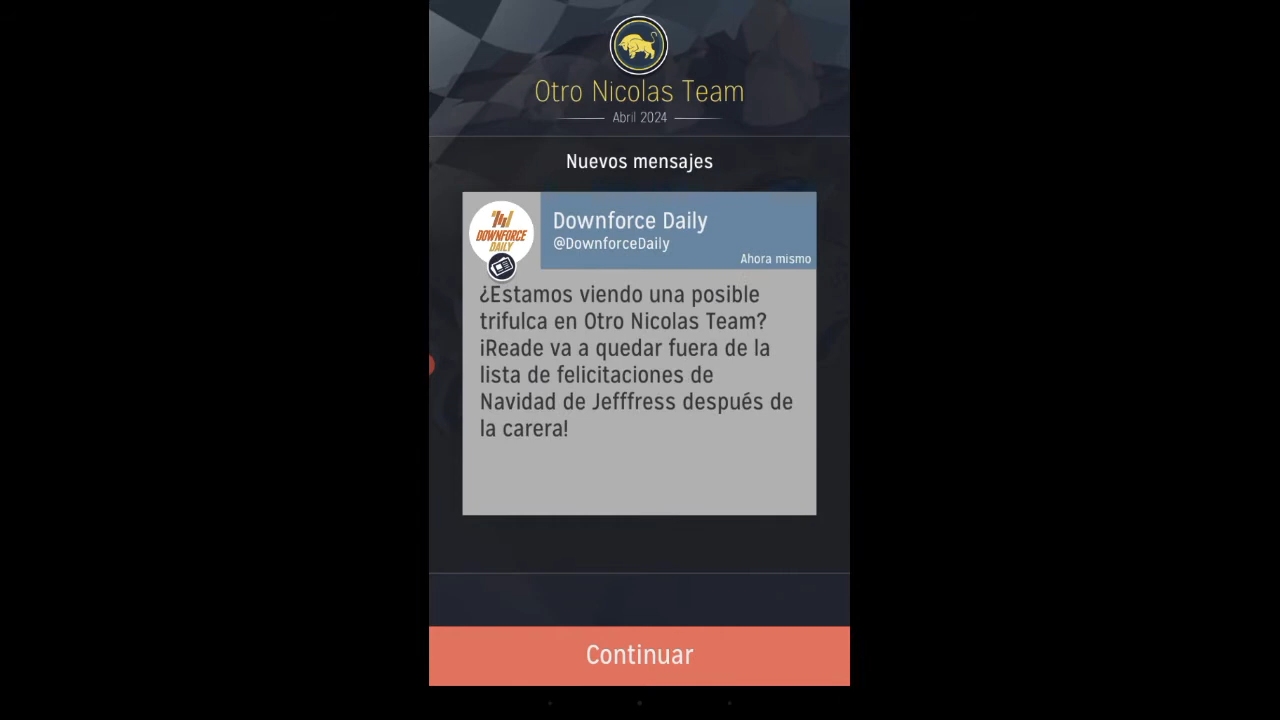 Otro Nicolas Team
Abril 2024
Nuevos mensajes
DOWNFORCE
DAILY
Downforce Daily
@DownforceDaily
Ahora mismo
¿Estamos viendo una posible
trifulca en Otro Nicolas Team?
¡Reade va a quedar fuera de la
lista de felicitaciones de
Navidad de Jefffress después de
la carera!
Continuar